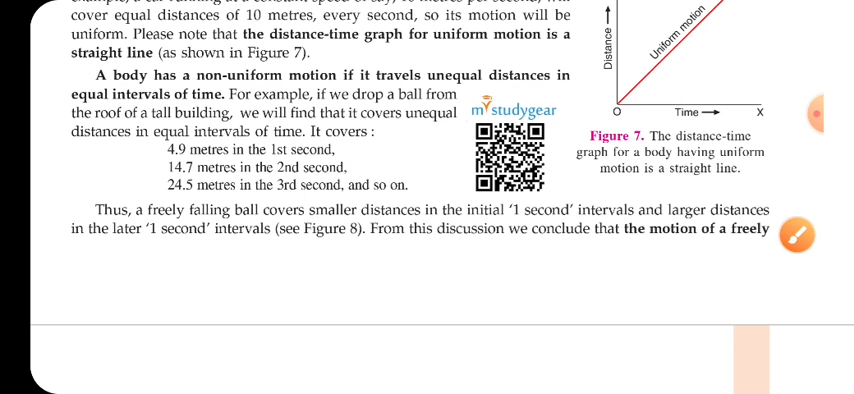 cover equal distances of 10 metres, every second, so its motion will be
uniform. Please note that the distance-time graph for uniform motion is a
straight line (as shown in Figure 7).
A body has a non-uniform motion if it travels unequal distances in
equal intervals of time. For example, if we drop a ball from
the roof of a tall building, we will find that it covers unequal
distances in equal intervals of time. It covers :
4.9 metres in the 1st second,
14.7 metres in the 2nd second,
24.5 metres in the 3rd second, and so on.
mystudygear
Distance
Uniform motion
O
Time
X
Figure 7. The distance-time
graph for a body having uniform
motion is a straight line.
Thus, a freely falling ball covers smaller distances in the initial ‘1 second’ intervals and larger distances
in the later ‘1 second’ intervals (see Figure 8). From this discussion we conclude that the motion of a freely